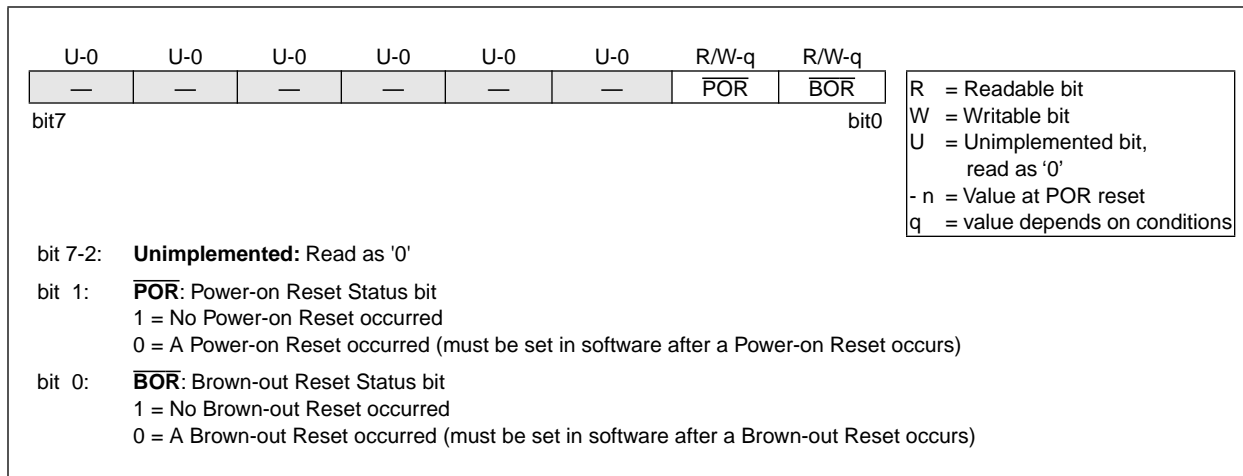 U-0 U-0 U-0 U-0 U-0 U-0 R/W-q R/W-q
— — — — — — POR BOR
bit7 bit0
R = Readable bit
W = Writable bit
U = Unimplemented bit,
read as ‘0’
- n = Value at POR reset
q = value depends on conditions
bit 7-2: Unimplemented: Read as '0'
bit 1: POR: Power-on Reset Status bit
1 = No Power-on Reset occurred
0 = A Power-on Reset occurred (must be set in software after a Power-on Reset occurs)
bit 0: BOR: Brown-out Reset Status bit
1 = No Brown-out Reset occurred
0 = A Brown-out Reset occurred (must be set in software after a Brown-out Reset occurs)